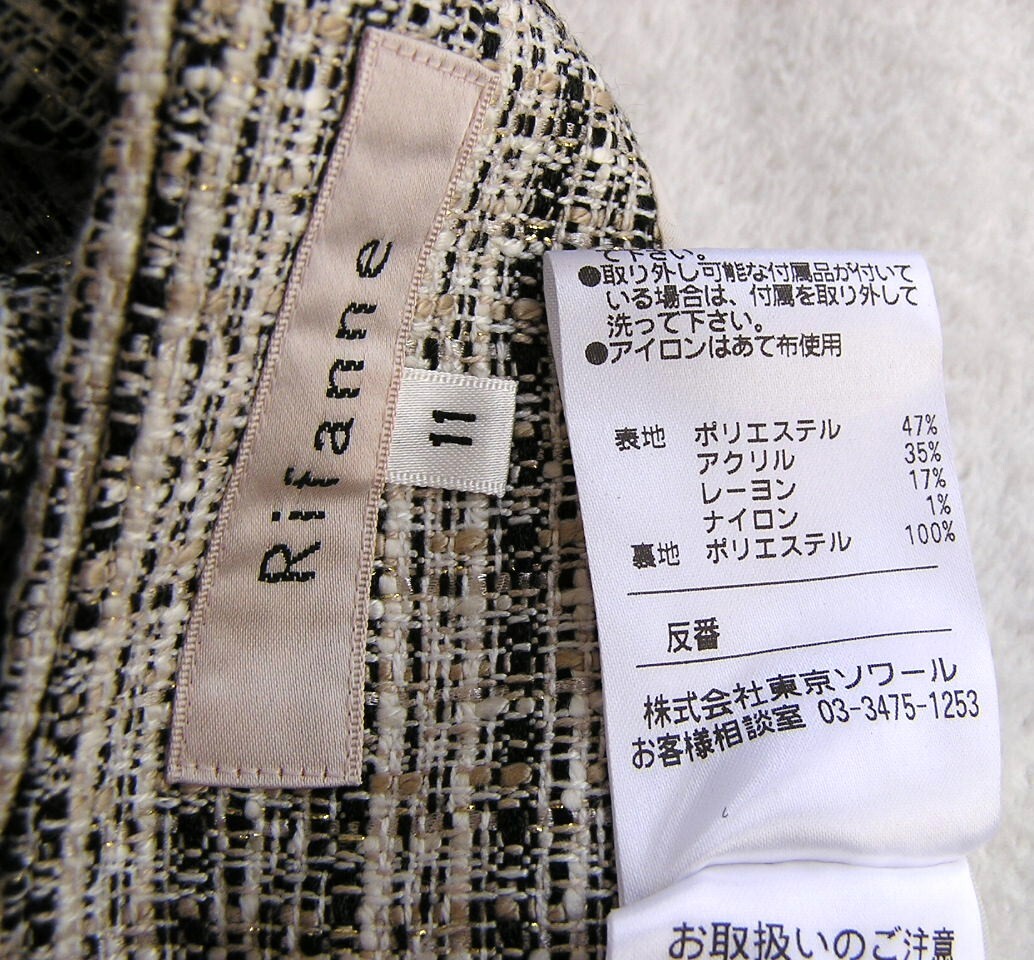 Rifanne
11
て下さい。
●取り外し可能な付属品が付いて
いる場合は、付属を取り外して
洗って下さい。
●アイロンはあて布使用
表地 ポリエステル 47%
アクリル 35%
レーヨン 17%
ナイロン 1%
裏地 ポリエステル 100%
反番
株式会社東京ソワール
お客様相談室 03-3475-1253
お取扱いのご注意